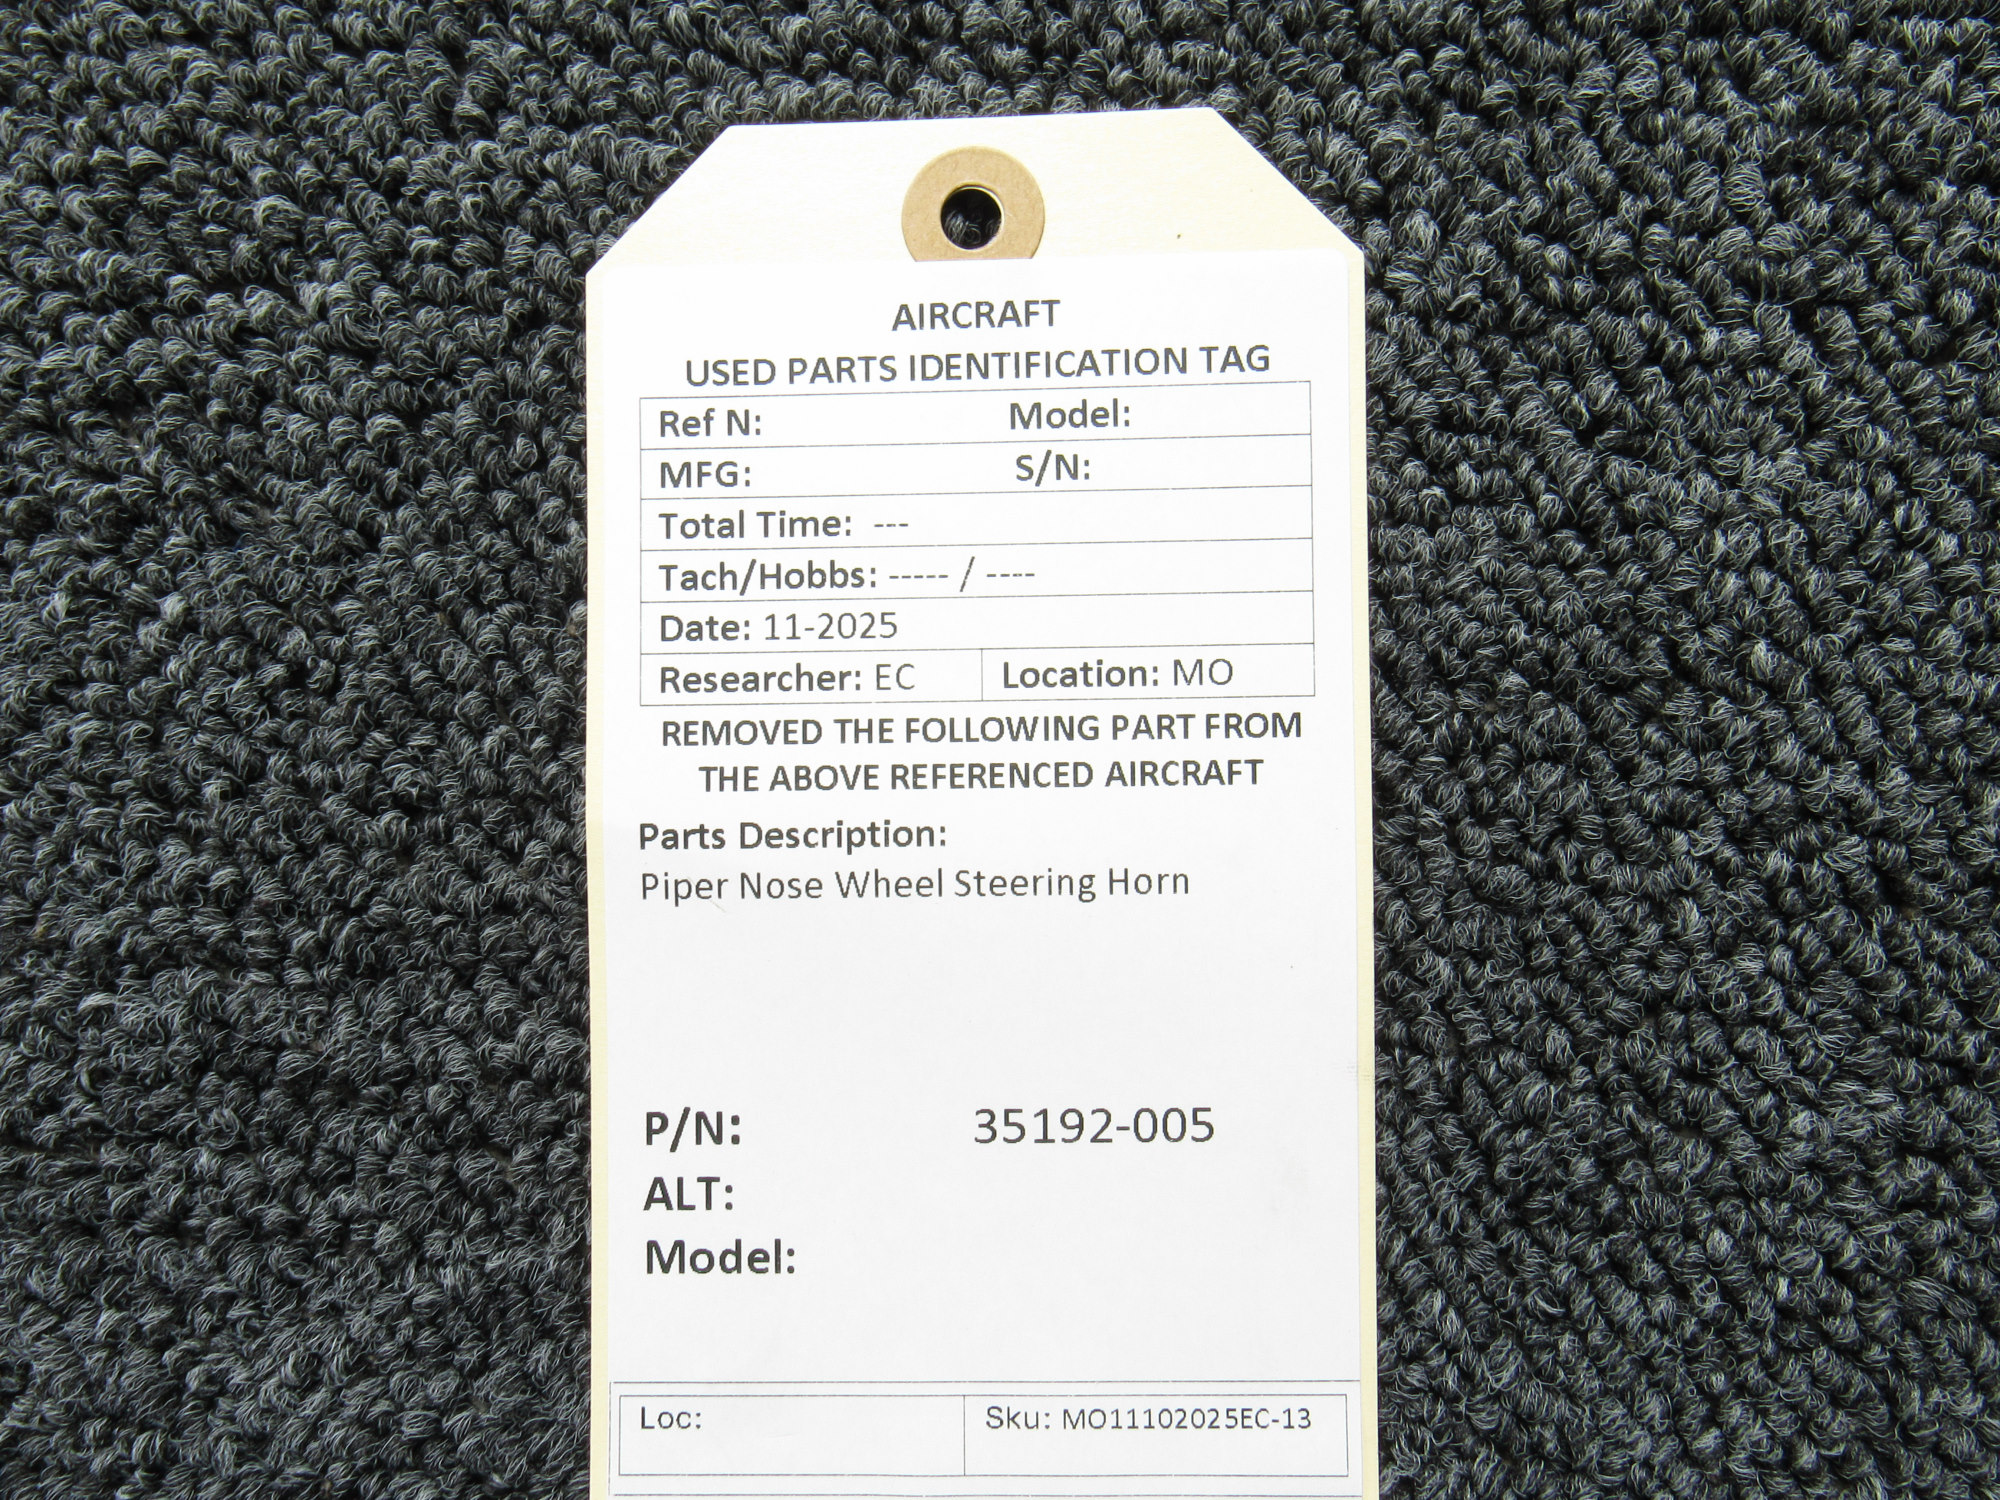 AIRCRAFT
USED PARTS IDENTIFICATION TAG
Ref N: Model:
MFG: S/N:
Total Time: ---
Tach/Hobbs: ----- / ----
Date: 11-2025
Researcher: EC Location: MO
REMOVED THE FOLLOWING PART FROM
THE ABOVE REFERENCED AIRCRAFT
Parts Description:
Piper Nose Wheel Steering Horn
P/N: 35192-005
ALT:
Model:
Loc: Sku: MO11102025EC-13